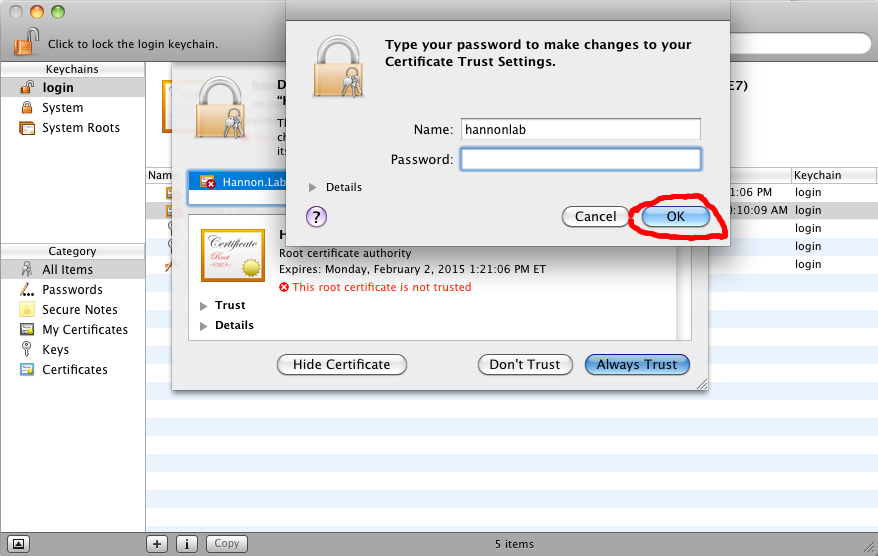 Click to lock the login keychain.
Type your password to make changes to your
Certificate Trust Settings.
Name: hannonlab
Password:
Details
?
Cancel
OK
Keychains
login
System
System Roots
E7)
Hannon.Lab
Keychain
1:06 PM login
0:10:09 AM login
login
login
login
Certificate
Root
Root certificate authority
Expires: Monday, February 2, 2015 1:21:06 PM ET
This root certificate is not trusted
Trust
Details
Hide Certificate
Don't Trust
Always Trust
Category
All Items
Passwords
Secure Notes
My Certificates
Keys
Certificates
+
i
Copy
5 items